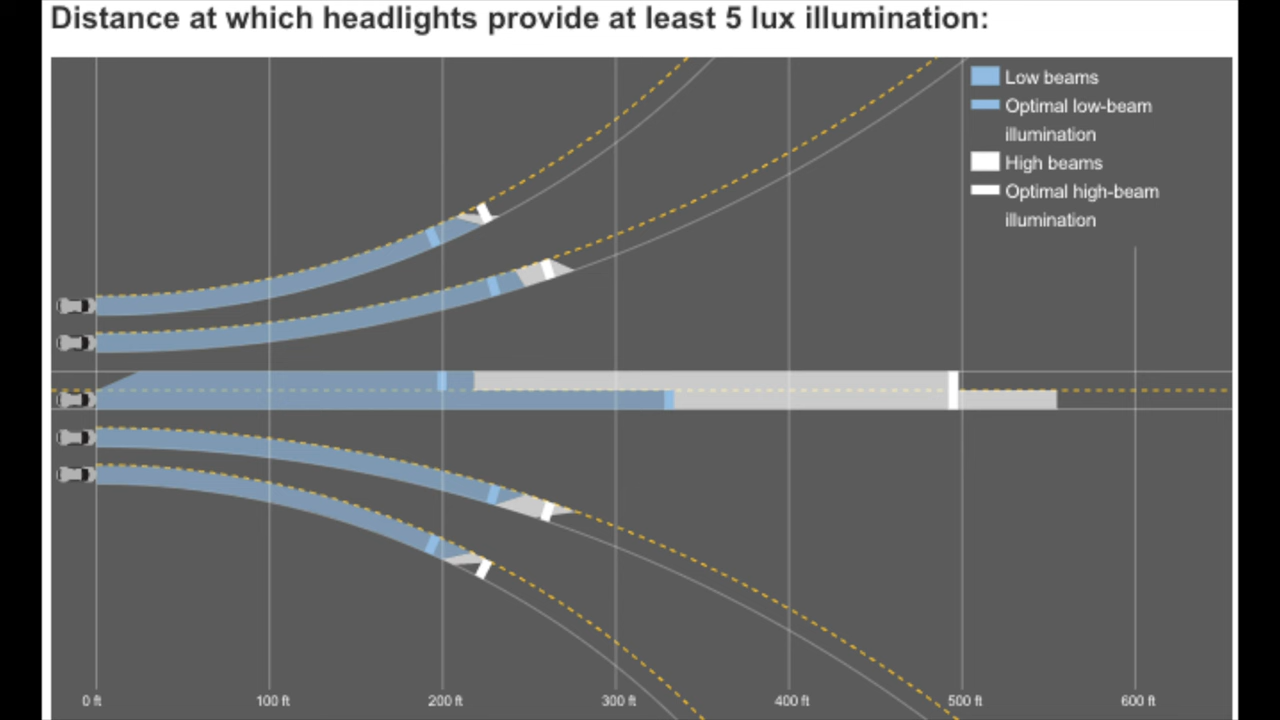 Distance at which headlights provide at least 5 lux illumination:
Low beams
Optimal low-beam
illumination
High beams
Optimal high-beam
illumination
0 ft 100 ft 200 ft 300 ft 400 ft 500 ft 600 ft